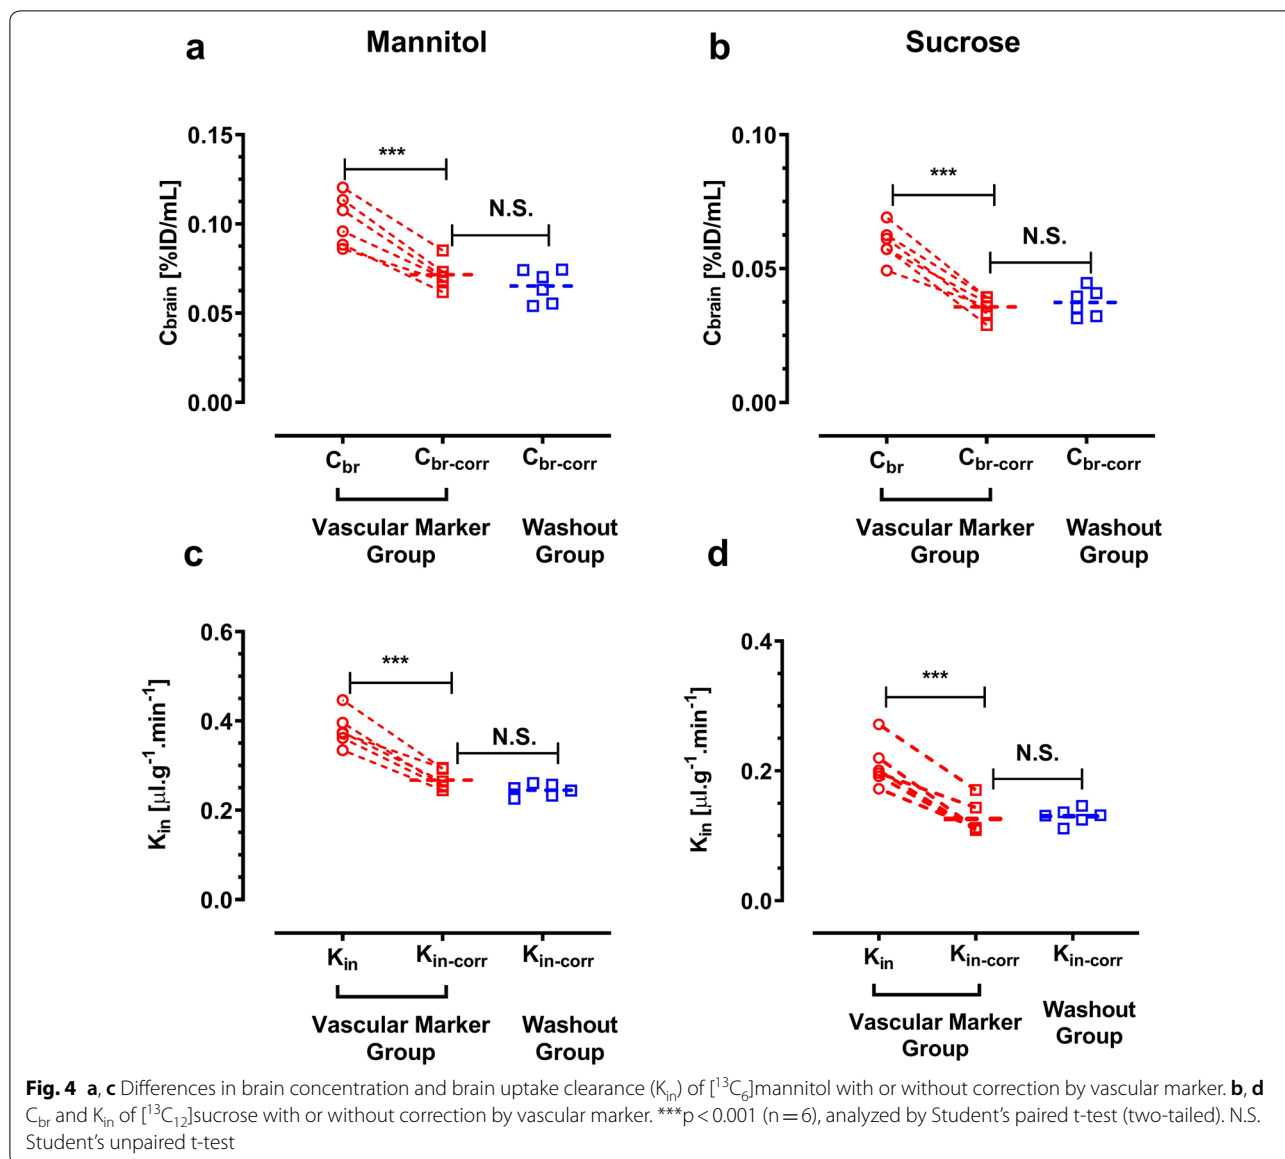 a Mannitol
0.15
0.10
0.05
0.00
Cbrain [%ID/mL]
***
N.S.
Cbr Cbr-corr Cbr-corr
Vascular Marker Group
Washout Group
b Sucrose
0.10
0.05
0.00
Cbrain [%ID/mL]
***
N.S.
Cbr Cbr-corr Cbr-corr
Vascular Marker Group
Washout Group
c
0.6
0.4
0.2
0.0
Kin [µl.g⁻¹.min⁻¹]
***
N.S.
Kin Kin-corr Kin-corr
Vascular Marker Group
Washout Group
d
0.4
0.2
0.0
Kin [µl.g⁻¹.min⁻¹]
***
N.S.
Kin Kin-corr Kin-corr
Vascular Marker Group
Washout Group
Fig. 4 a, c Differences in brain concentration and brain uptake clearance (Kin) of [¹³C₆]mannitol with or without correction by vascular marker. b, d
Cbr and Kin of [¹³C₁₂]sucrose with or without correction by vascular marker. ***p < 0.001 (n = 6), analyzed by Student's paired t-test (two-tailed). N.S.
Student's unpaired t-test